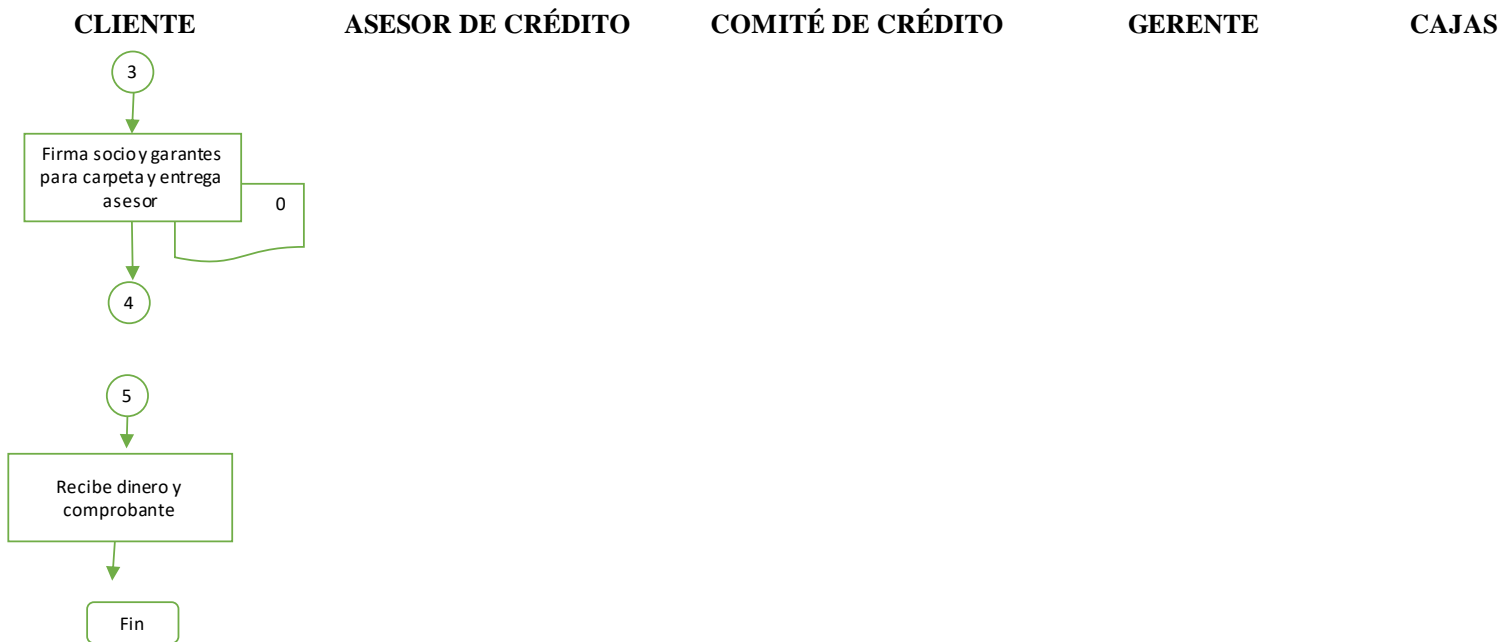 CLIENTE ASESOR DE CRÉDITO COMITÉ DE CRÉDITO GERENTE CAJAS
3
Firma socio y garantes
para carpeta y entrega
asesor
0
4
5
Recibe dinero y
comprobante
Fin